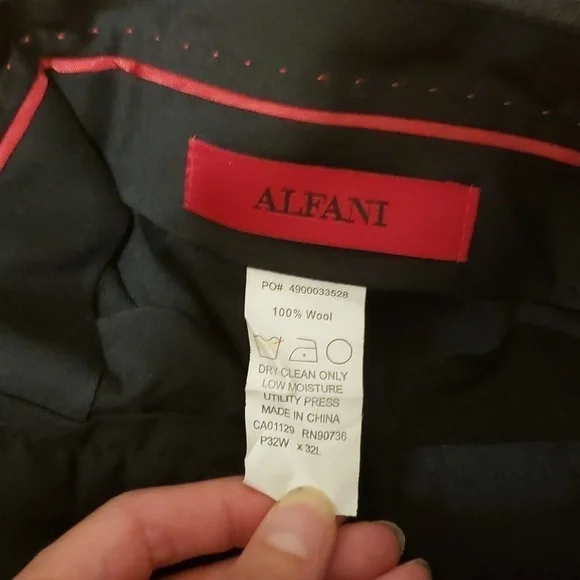 ALFANI
PO# 4900033528
100% Wool
DRY CLEAN ONLY
LOW MOISTURE
UTILITY PRESS
MADE IN CHINA
CA01129 RN90736
P32W x 32L